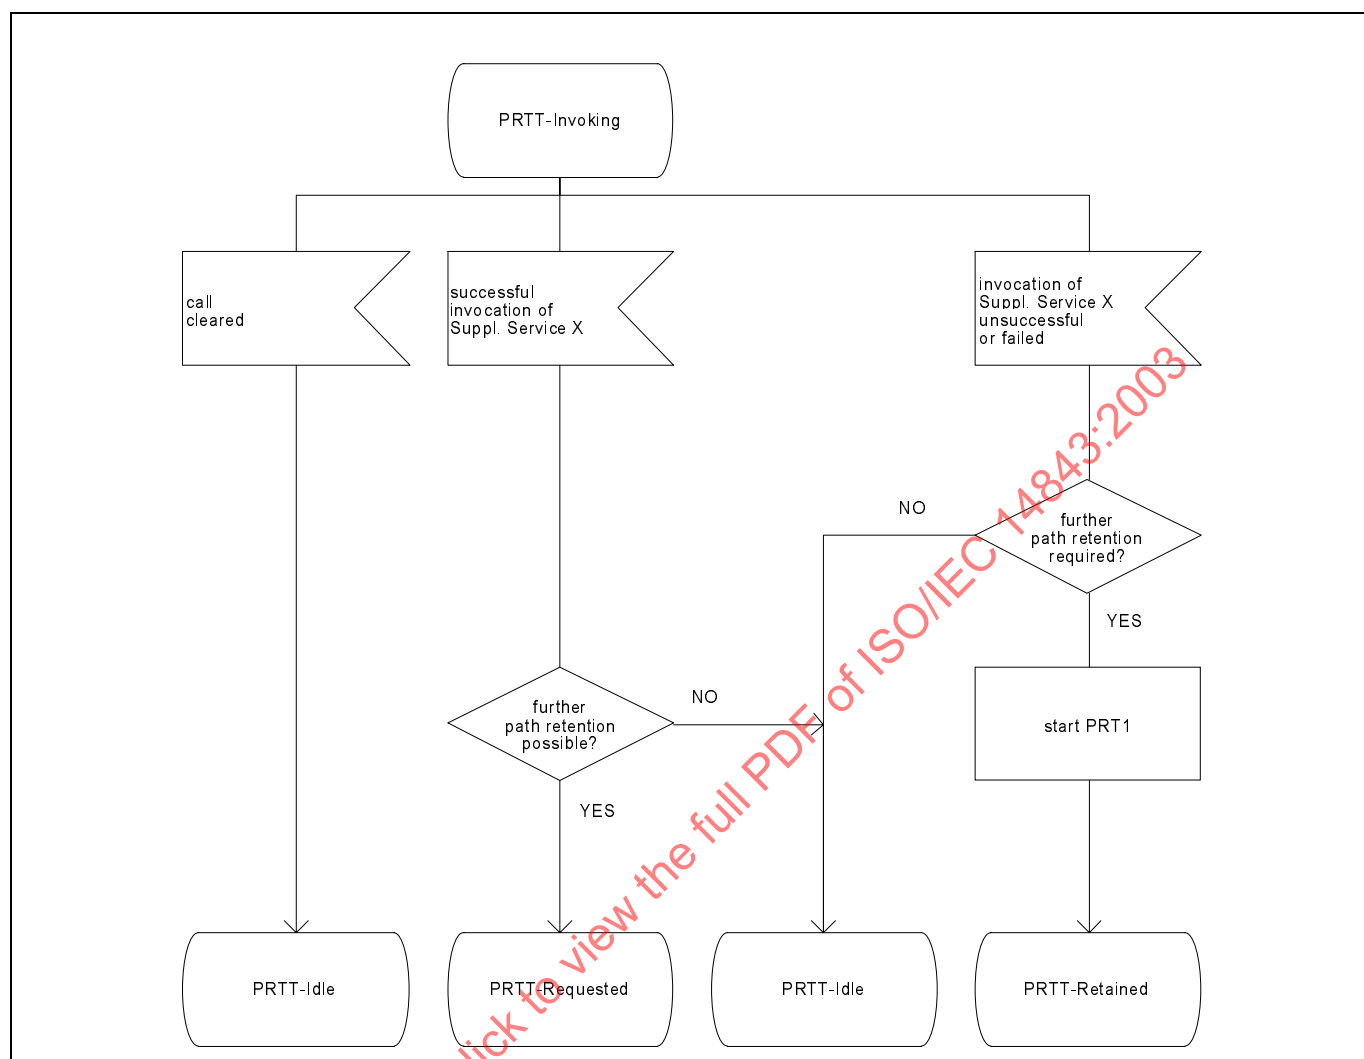 PRTT-Invoking
call
cleared
successful
invocation of
Suppl. Service X
invocation of
Suppl. Service X
unsuccessful
or failed
NO
further
path retention
required?
YES
further
path retention
possible?
NO
YES
start PRT1
PRTT-Idle
PRTT-Requested
PRTT-Idle
PRTT-Retained
lick to view the full PDF of ISO/IEC 14843:2003